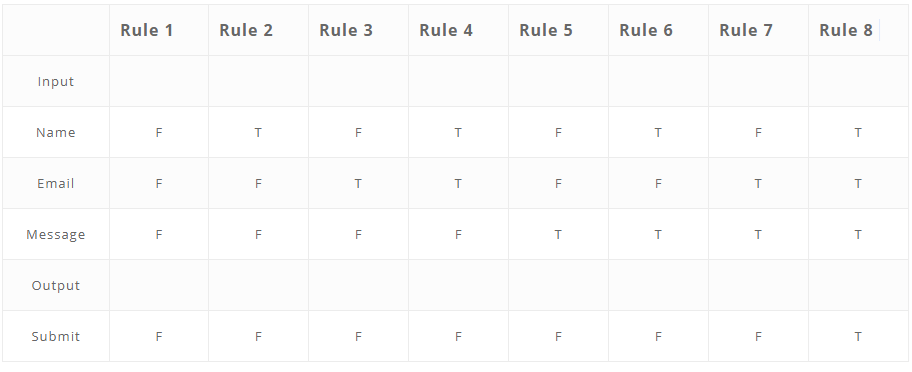 Rule 1 Rule 2 Rule 3 Rule 4 Rule 5 Rule 6 Rule 7 Rule 8
Input
Name F T F T F T F T
Email F F T T F F T T
Message F F F F T T T T
Output
Submit F F F F F F F T